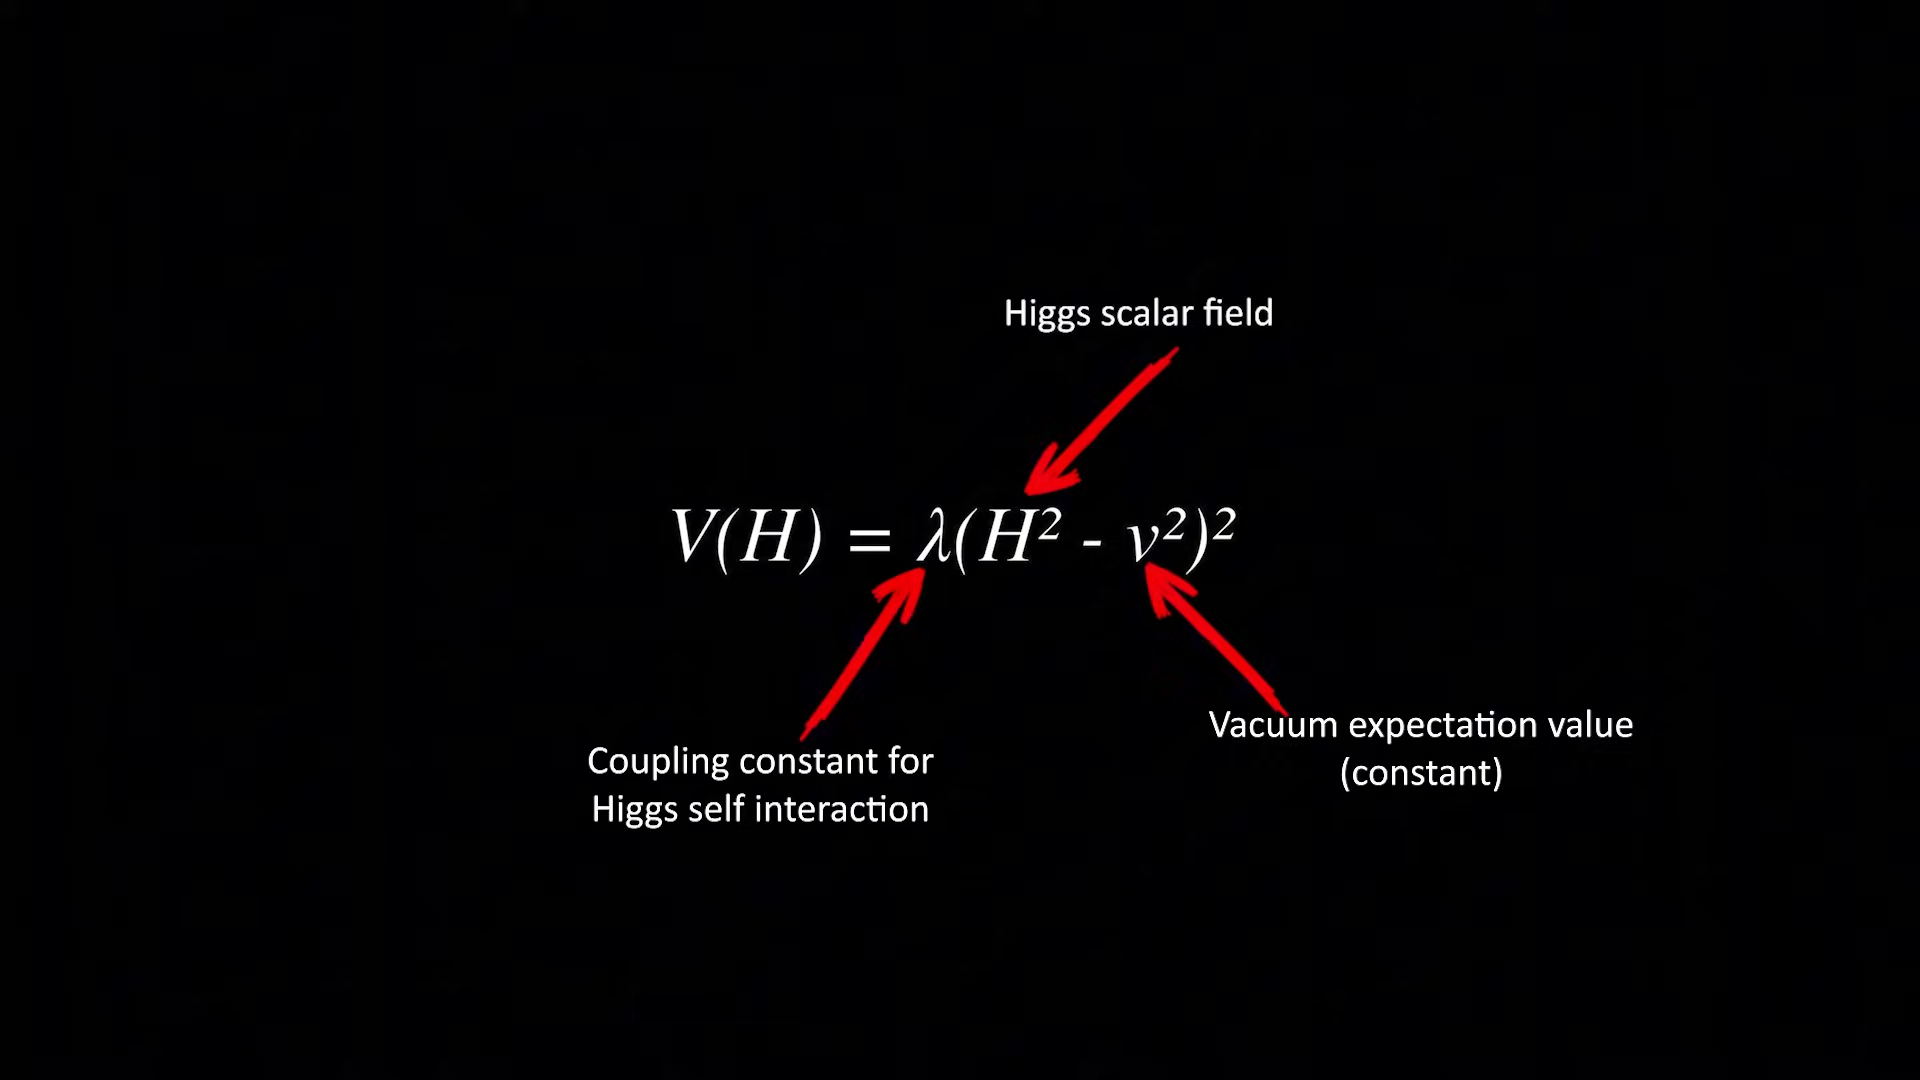 Higgs scalar field
V(H) = λ(H² - v²)²
Coupling constant for
Higgs self interaction
Vacuum expectation value
(constant)